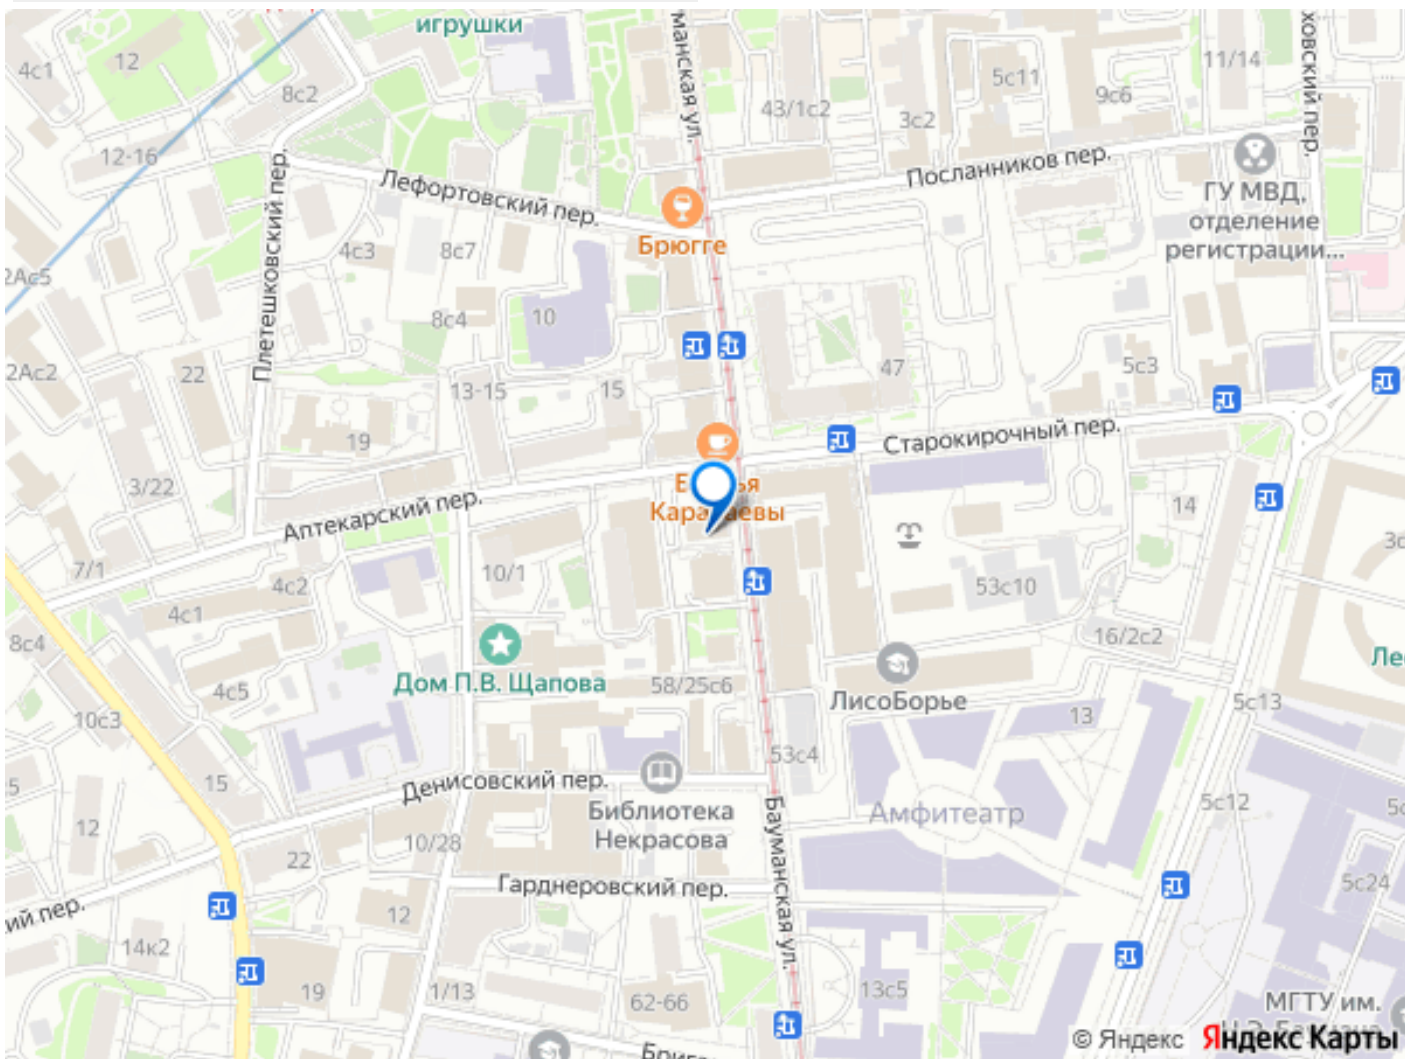 игрушки
4с1
12
8с2
12-16
Плетешковский пер.
Лефортовский пер.
манская ул.
43/1с2
5с11
9с6
3с2
11/14
ховский пер.
Посланников пер.
ГУ МВД,
отделение
регистрации...
Брюгге
4с3
8с7
8с4
10
2Ас5
2Ас2
22
13-15
15
47
5с3
19
3/22
Старокирочный пер.
Аптекарский пер.
14
7/1
4с2
4с1
10/1
53с10
16/2с2
8с4
Дом П.В. Щапова
58/25с6
ЛисоБорье
Ле
4с5
10с3
13
5с13
53с4
15
Денисовский пер.
Библиотека
Некрасова
Амфитеатр
5с12
5
12
22
10/28
Гарднеровский пер.
Бауманская ул.
5с24
ий пер.
12
14к2
19
1/13
62-66
13с5
МГТУ им.
© Яндекс
Яндекс Карты